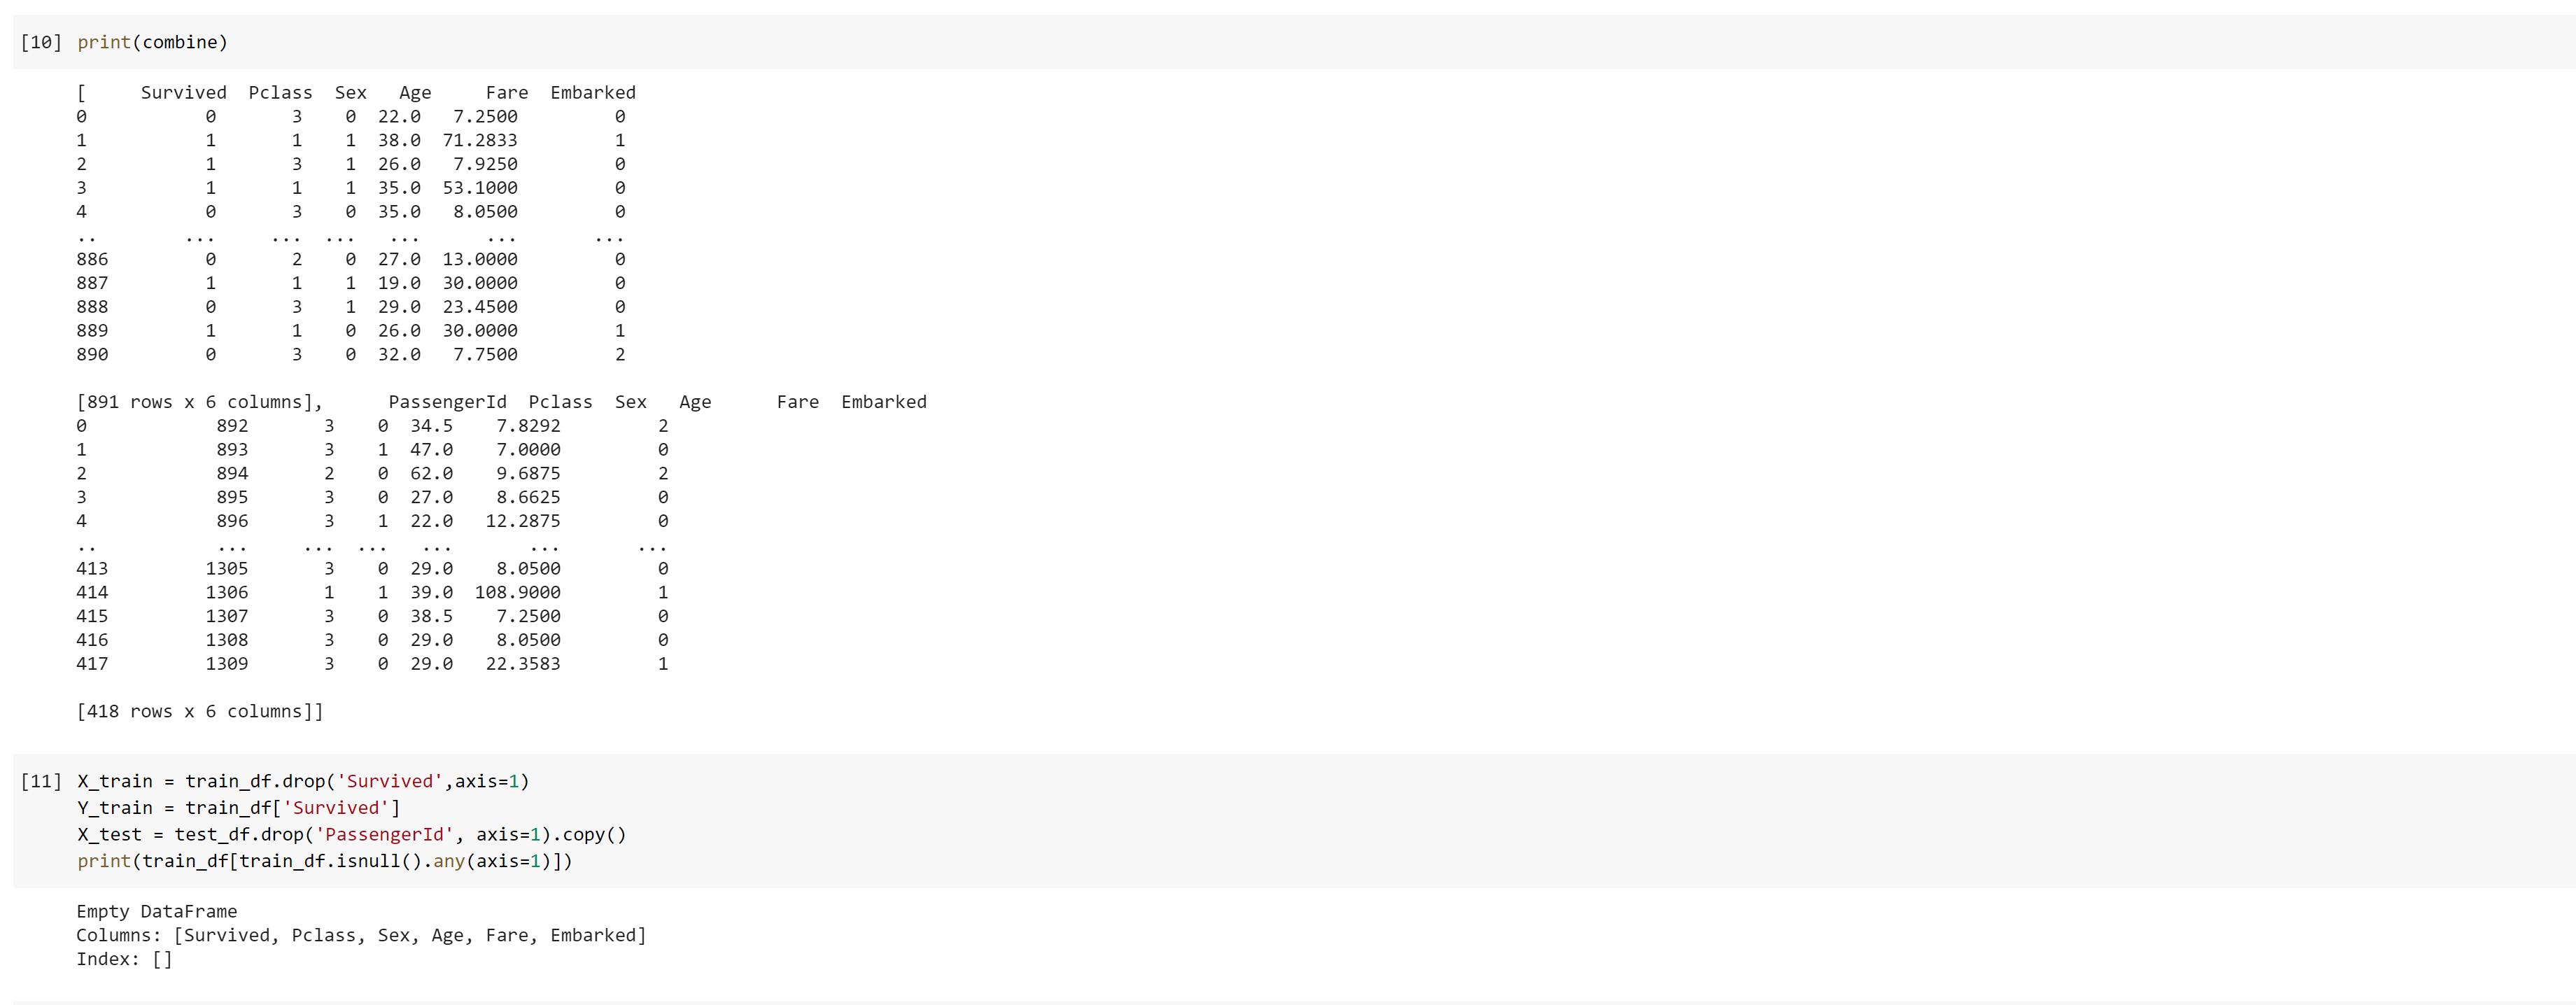 [10] print(combine)
[     Survived  Pclass  Sex   Age     Fare  Embarked
0           0       3    0  22.0   7.2500         0
1           1       1    1  38.0  71.2833         1
2           1       3    1  26.0   7.9250         0
3           1       1    1  35.0  53.1000         0
4           0       3    0  35.0   8.0500         0
..        ...     ...  ...   ...      ...       ...
886         0       2    0  27.0  13.0000         0
887         1       1    1  19.0  30.0000         0
888         0       3    1  29.0  23.4500         0
889         1       1    0  26.0  30.0000         1
890         0       3    0  32.0   7.7500         2
[891 rows x 6 columns],      PassengerId  Pclass  Sex   Age      Fare  Embarked
0            892       3    0  34.5    7.8292         2
1            893       3    1  47.0    7.0000         0
2            894       2    0  62.0    9.6875         2
3            895       3    0  27.0    8.6625         0
4            896       3    1  22.0   12.2875         0
..           ...     ...  ...   ...       ...       ...
413         1305       3    0  29.0    8.0500         0
414         1306       1    1  39.0  108.9000         1
415         1307       3    0  38.5    7.2500         0
416         1308       3    0  29.0    8.0500         0
417         1309       3    0  29.0   22.3583         1
[418 rows x 6 columns]]
[11] X_train = train_df.drop('Survived',axis=1)
Y_train = train_df['Survived']
X_test = test_df.drop('PassengerId', axis=1).copy()
print(train_df[train_df.isnull().any(axis=1)])
Empty DataFrame
Columns: [Survived, Pclass, Sex, Age, Fare, Embarked]
Index: []